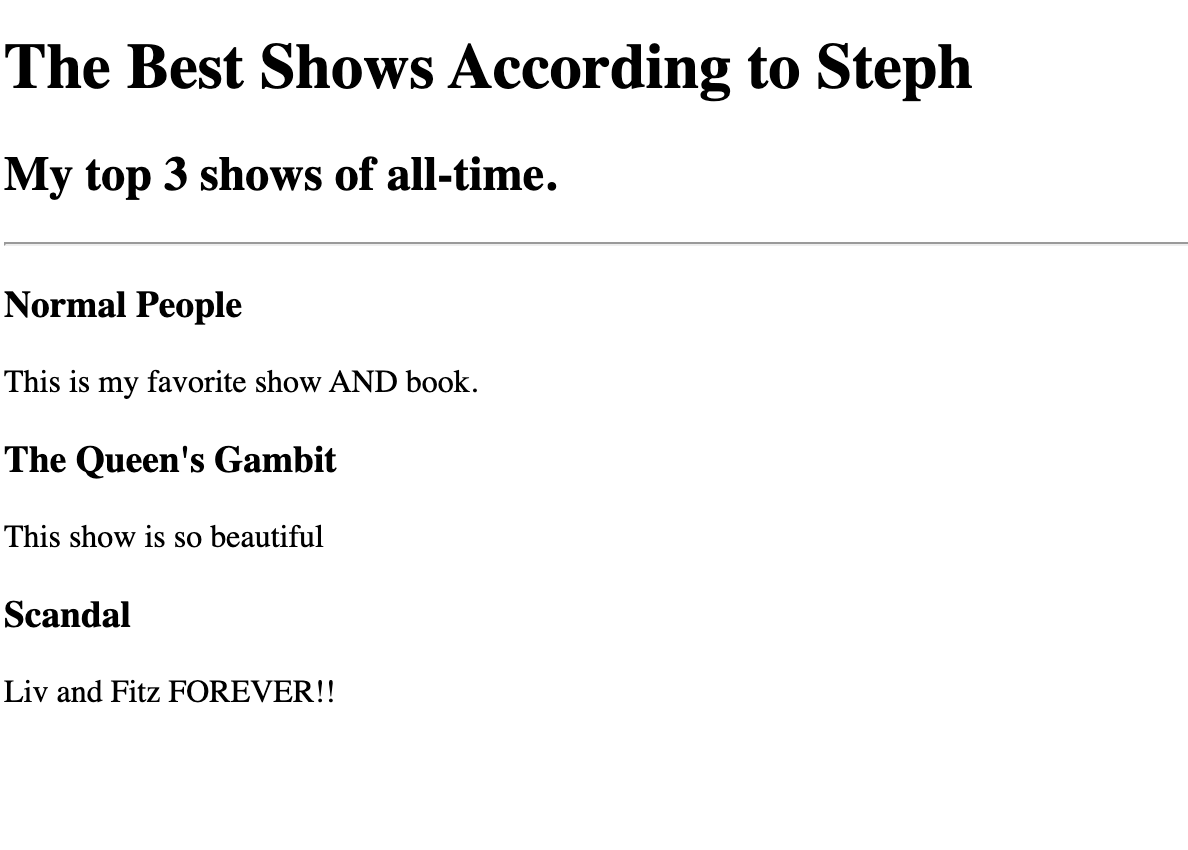 The Best Shows According to Steph
My top 3 shows of all-time.
Normal People
This is my favorite show AND book.
The Queen's Gambit
This show is so beautiful
Scandal
Liv and Fitz FOREVER!!